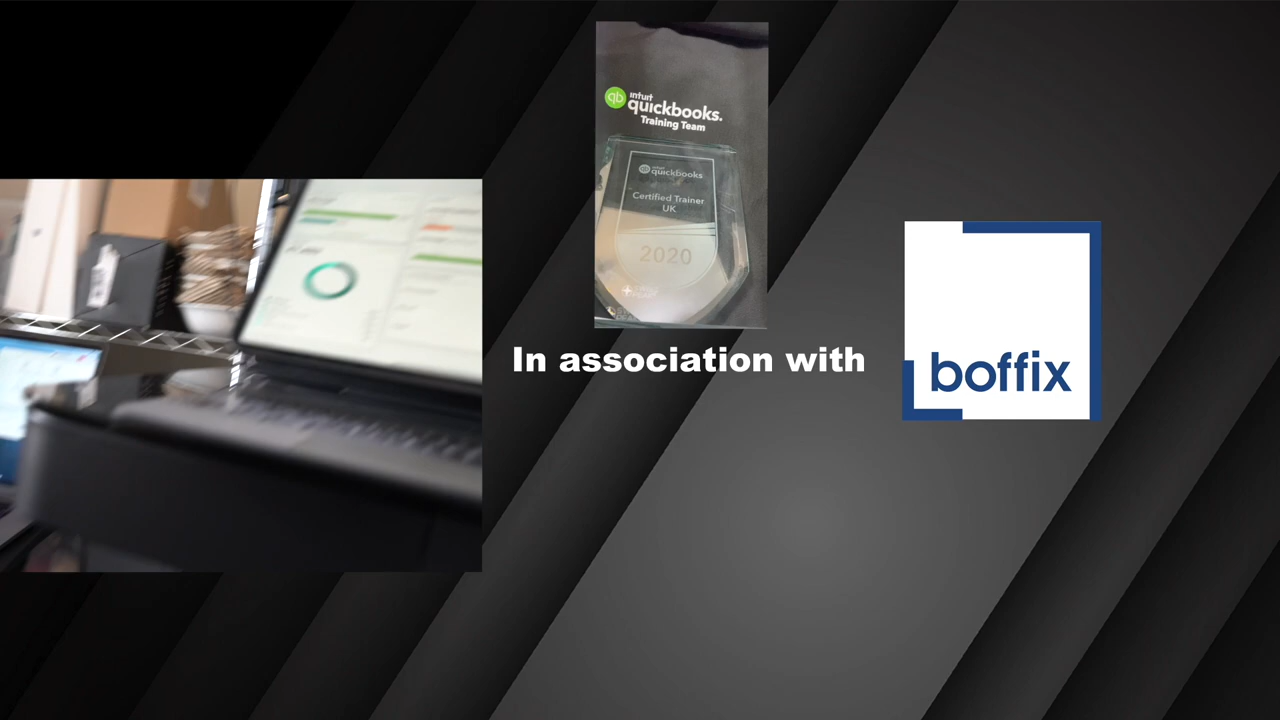 intuit
quickbooks.
Training Team
quickbooks
Certified Trainer
UK
2020
In association with
boffix